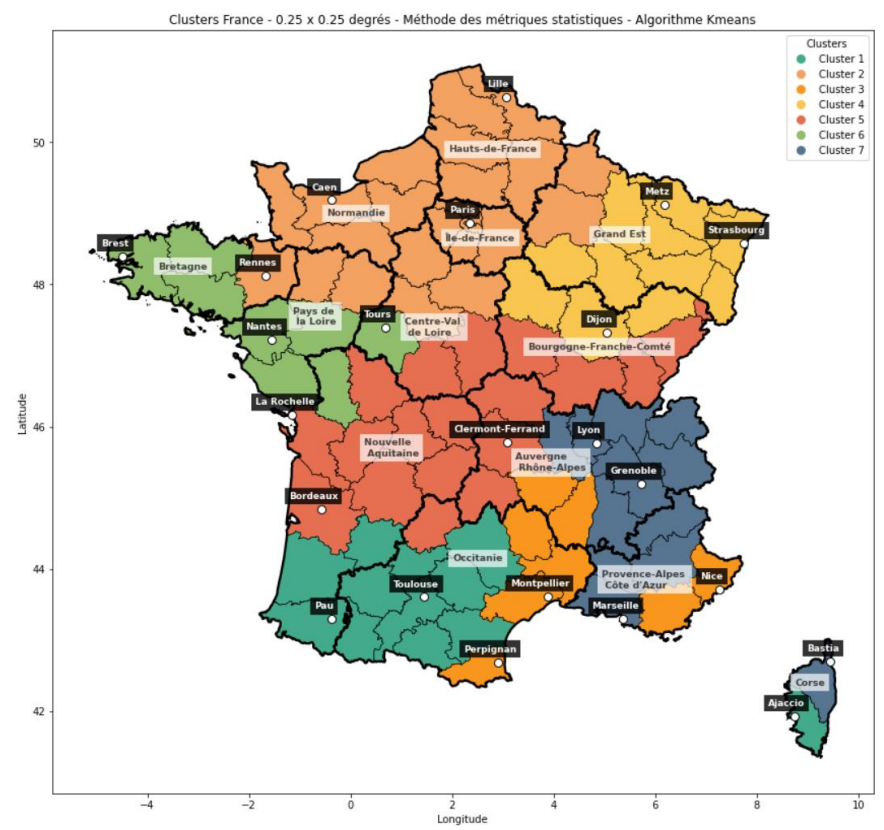 Clusters France - 0.25 x 0.25 degrés - Méthode des métriques statistiques - Algorithme Kmeans
Clusters
Cluster 1
Cluster 2
Cluster 3
Cluster 4
Cluster 5
Cluster 6
Cluster 7
Lille
Hauts-de-France
Caen
Normandie
Paris
Île-de-France
Metz
Grand Est
Strasbourg
Brest
Bretagne
Rennes
Pays de
la Loire
Nantes
Tours
Centre-Val
de Loire
Dijon
Bourgogne-Franche-Comté
La Rochelle
Nouvelle
Aquitaine
Clermont-Ferrand
Lyon
Auvergne
Rhône-Alpes
Grenoble
Bordeaux
Occitanie
Toulouse
Montpellier
Provence-Alpes
Côte d'Azur
Nice
Pau
Marseille
Perpignan
Bastia
Corse
Ajaccio
Latitude
50
48
46
44
42
−4
−2
0
2
4
6
8
10
Longitude